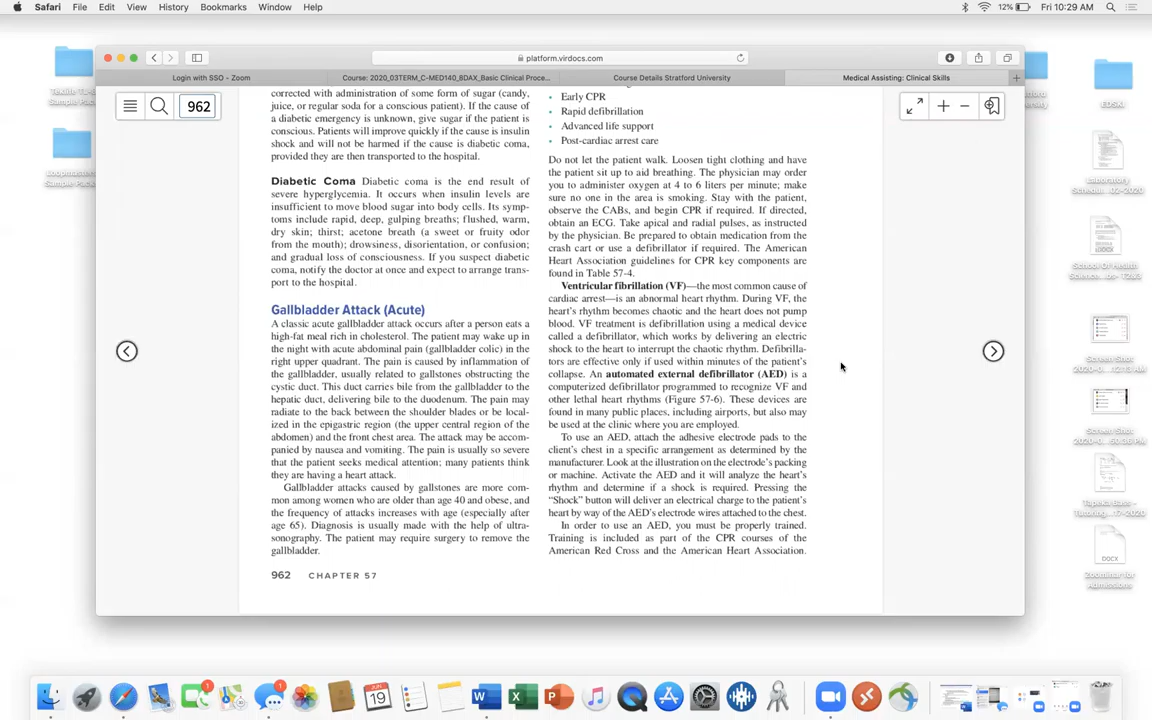 Safari File Edit View History Bookmarks Window Help
12% Fri 10:29 AM
platform.virdocs.com
Login with SSO - Zoom
Course: 2020_03TERM_C-MED140_8DAX_Basic Clinical Proce...
Course Details Stratford University
Medical Assisting: Clinical Skills
962
corrected with administration of some form of sugar (candy,
juice, or regular soda for a conscious patient). If the cause of
a diabetic emergency is unknown, give sugar if the patient is
conscious. Patients will improve quickly if the cause is insulin
shock and will not be harmed if the cause is diabetic coma,
provided they are then transported to the hospital.
Diabetic Coma Diabetic coma is the end result of
severe hyperglycemia. It occurs when insulin levels are
insufficient to move blood sugar into body cells. Its symp-
toms include rapid, deep, gulping breaths; flushed, warm,
dry skin; thirst; acetone breath (a sweet or fruity odor
from the mouth); drowsiness, disorientation, or confusion;
and gradual loss of consciousness. If you suspect diabetic
coma, notify the doctor at once and expect to arrange trans-
port to the hospital.
Gallbladder Attack (Acute)
A classic acute gallbladder attack occurs after a person eats a
high-fat meal rich in cholesterol. The patient may wake up in
the night with acute abdominal pain (gallbladder colic) in the
right upper quadrant. The pain is caused by inflammation of
the gallbladder, usually related to gallstones obstructing the
cystic duct. This duct carries bile from the gallbladder to the
hepatic duct, delivering bile to the duodenum. The pain may
radiate to the back between the shoulder blades or be local-
ized in the epigastric region (the upper central region of the
abdomen) and the front chest area. The attack may be accom-
panied by nausea and vomiting. The pain is usually so severe
that the patient seeks medical attention; many patients think
they are having a heart attack.
Gallbladder attacks caused by gallstones are more com-
mon among women who are older than age 40 and obese, and
the frequency of attacks increases with age (especially after
age 65). Diagnosis is usually made with the help of ultra-
sonography. The patient may require surgery to remove the
gallbladder.
962 CHAPTER 57
• Early CPR
• Rapid defibrillation
• Advanced life support
• Post-cardiac arrest care
Do not let the patient walk. Loosen tight clothing and have
the patient sit up to aid breathing. The physician may order
you to administer oxygen at 4 to 6 liters per minute; make
sure no one in the area is smoking. Stay with the patient,
observe the CABs, and begin CPR if required. If directed,
obtain an ECG. Take apical and radial pulses, as instructed
by the physician. Be prepared to obtain medication from the
crash cart or use a defibrillator if required. The American
Heart Association guidelines for CPR key components are
found in Table 57-4.
Ventricular fibrillation (VF)—the most common cause of
cardiac arrest—is an abnormal heart rhythm. During VF, the
heart's rhythm becomes chaotic and the heart does not pump
blood. VF treatment is defibrillation using a medical device
called a defibrillator, which works by delivering an electric
shock to the heart to interrupt the chaotic rhythm. Defibrilla-
tors are effective only if used within minutes of the patient's
collapse. An automated external defibrillator (AED) is a
computerized defibrillator programmed to recognize VF and
other lethal heart rhythms (Figure 57-6). These devices are
found in many public places, including airports, but also may
be used at the clinic where you are employed.
To use an AED, attach the adhesive electrode pads to the
client's chest in a specific arrangement as determined by the
manufacturer. Look at the illustration on the electrode's packing
or machine. Activate the AED and it will analyze the heart's
rhythm and determine if a shock is required. Pressing the
“Shock” button will deliver an electrical charge to the patient's
heart by way of the AED's electrode wires attached to the chest.
In order to use an AED, you must be properly trained.
Training is included as part of the CPR courses of the
American Red Cross and the American Heart Association.
EDSKI
Laboratory
Screen Shot
Screen Shot
DOCX
Zoominar for
Admissions
JUN
19
1
1